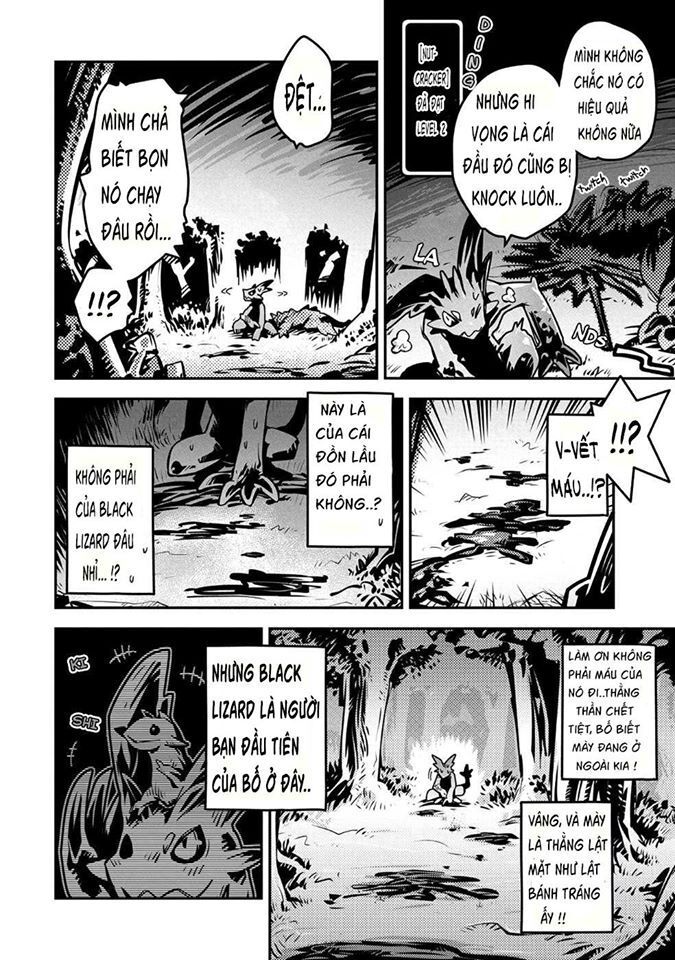 MÌNH KHÔNG
CHẮC NÓ CÓ
HIỆU QUẢ
KHÔNG NỮA
NHƯNG HI
VỌNG LÀ CÁI
ĐẦU ĐÓ CŨNG BỊ
KNOCK LUÔN..
DING
[NUT-
CRACKER]
ĐÃ ĐẠT
LEVEL 2
twitch
twitch
LA
NDS
ĐỆT...
MÌNH CHẢ
BIẾT BỌN
NÓ CHẠY
ĐÂU RỒI...
!!?
!!?
V-VẾT
MÁU..!?
NÀY LÀ
CỦA CÁI
ĐỒN LẦU
ĐÓ PHẢI
KHÔNG..?
KHÔNG PHẢI
CỦA BLACK
LIZARD ĐÂU
NHỈ... !?
LÀM ƠN KHÔNG
PHẢI MÁU CỦA
NÓ ĐI..THẰNG
THẦN CHẾT
TIỆT, BỐ BIẾT
MÀY ĐANG Ở
NGOÀI KIA !
VÂNG, VÀ MÀY
LÀ THẰNG LẬT
MẶT NHƯ LẬT
BÁNH TRÁNG
ẤY !!
NHƯNG BLACK
LIZARD LÀ NGƯỜI
BẠN ĐẦU TIÊN
CỦA BỐ Ở ĐÂY..
KI
SHI